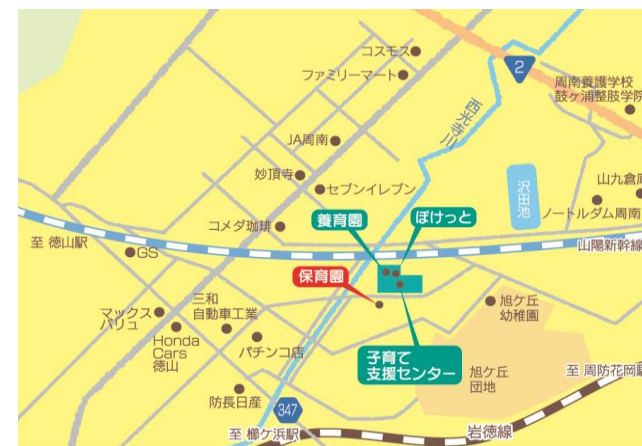 コスモス
ファミリーマート
2
周南養護学校
鼓ヶ浦整肢学院
西光寺川
JA周南
妙頂寺
セブンイレブン
沢田池
山九倉庫
ノートルダム周南
コメダ珈琲
養育園
ぽけっと
至 徳山駅
GS
山陽新幹線
保育園
マックス
バリュ
三和
自動車工業
Honda
Cars
徳山
パチンコ店
旭ケ丘
幼稚園
子育て
支援センター
旭ケ丘
団地
至 周防花岡駅
防長日産
347
至 櫛ケ浜駅
岩徳線